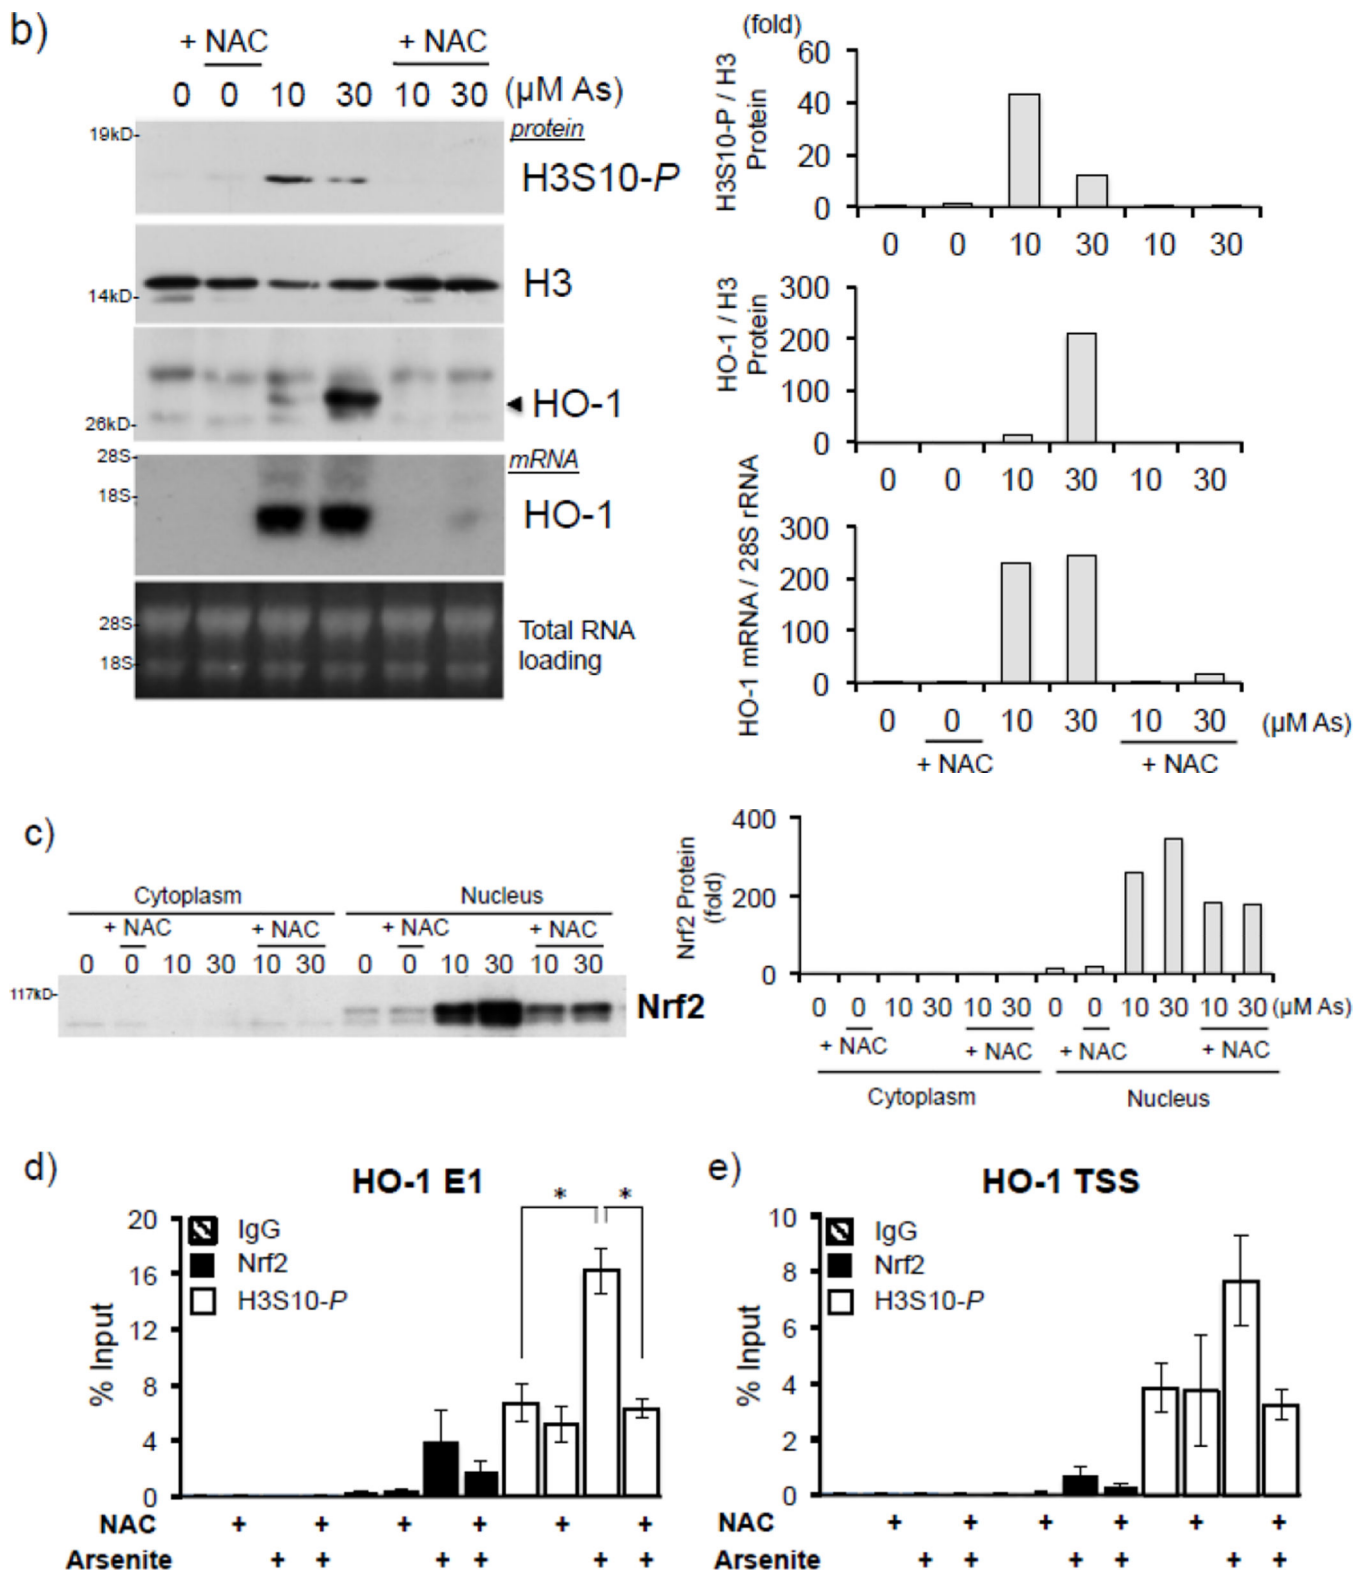 b)
+ NAC + NAC
0 0 10 30 10 30 (µM As)
protein
19kD-
H3S10-P
H3
14kD-
HO-1
26kD-
28S-
mRNA
18S-
HO-1
28S-
18S-
Total RNA
loading
(fold)
H3S10-P / H3
Protein
60
40
20
0
0 0 10 30 10 30
HO-1 / H3
Protein
300
200
100
0
0 0 10 30 10 30
HO-1 mRNA / 28S rRNA
300
200
100
0
0 0 10 30 10 30 (µM As)
+ NAC + NAC
c)
Cytoplasm Nucleus
+ NAC + NAC + NAC + NAC
0 0 10 30 10 30 0 0 10 30 10 30
117kD-
Nrf2
Nrf2 Protein
(fold)
400
200
0
0 0 10 30 10 30 0 0 10 30 10 30 (µM As)
+ NAC + NAC + NAC + NAC
Cytoplasm Nucleus
d)
HO-1 E1
* *
IgG
Nrf2
H3S10-P
% Input
20
16
12
8
4
0
NAC + + + + + +
Arsenite + + + + + +
e)
HO-1 TSS
IgG
Nrf2
H3S10-P
% Input
10
8
6
4
2
0
NAC + + + + + +
Arsenite + + + + + +